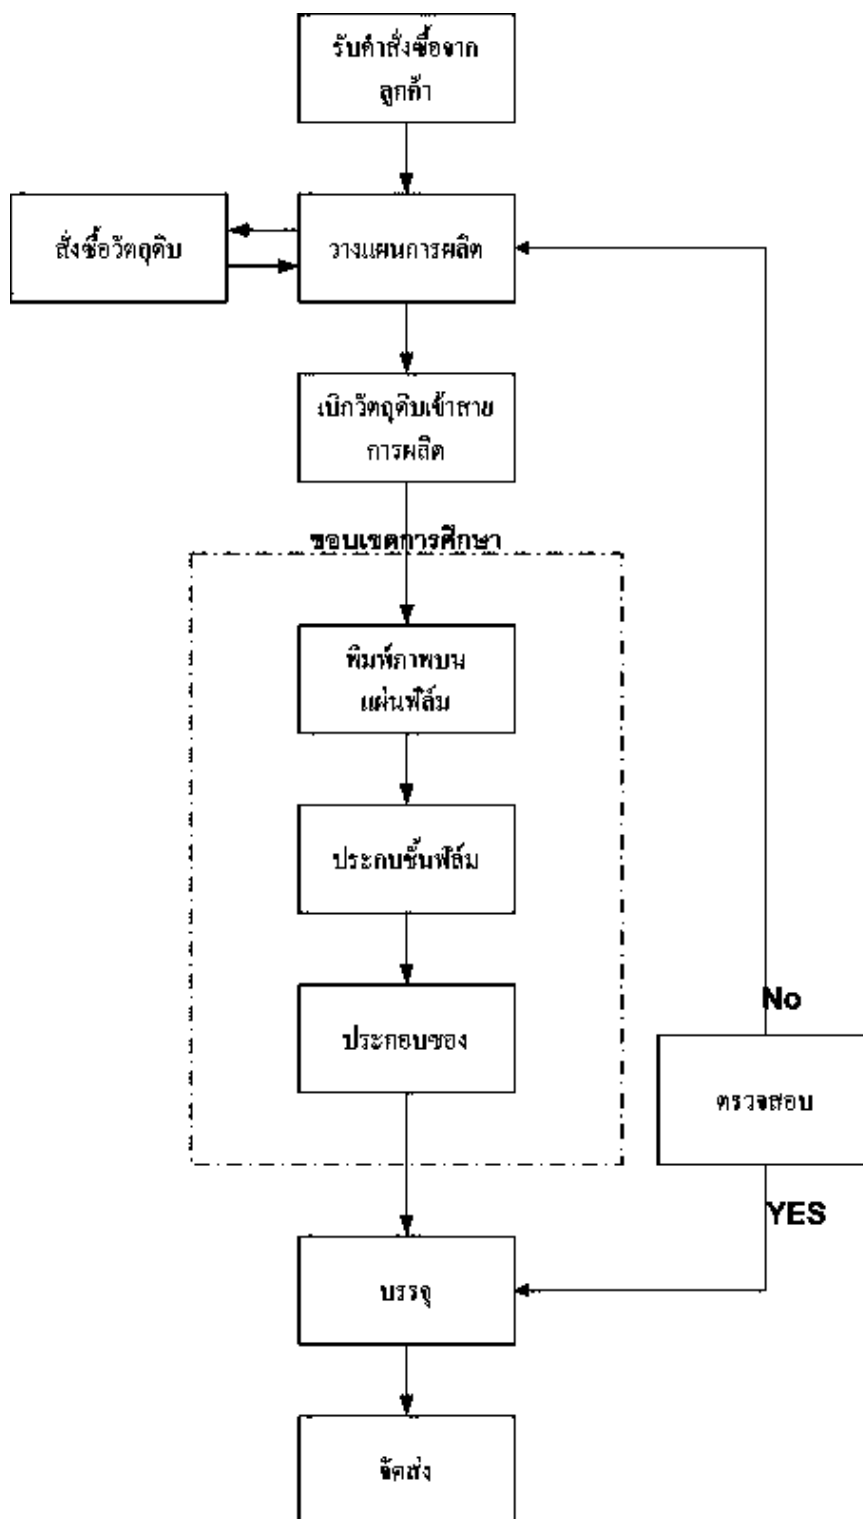 รับคำสั่งซื้อจาก
ลูกค้า
สั่งซื้อวัตถุดิบ
วางแผนการผลิต
เบิกวัตถุดิบเข้าสาย
การผลิต
ขอบเขตการศึกษา
พิมพ์ภาพบน
แผ่นฟิล์ม
ประกบชั้นฟิล์ม
ประกอบซอง
No
ตรวจสอบ
YES
บรรจุ
จัดส่ง